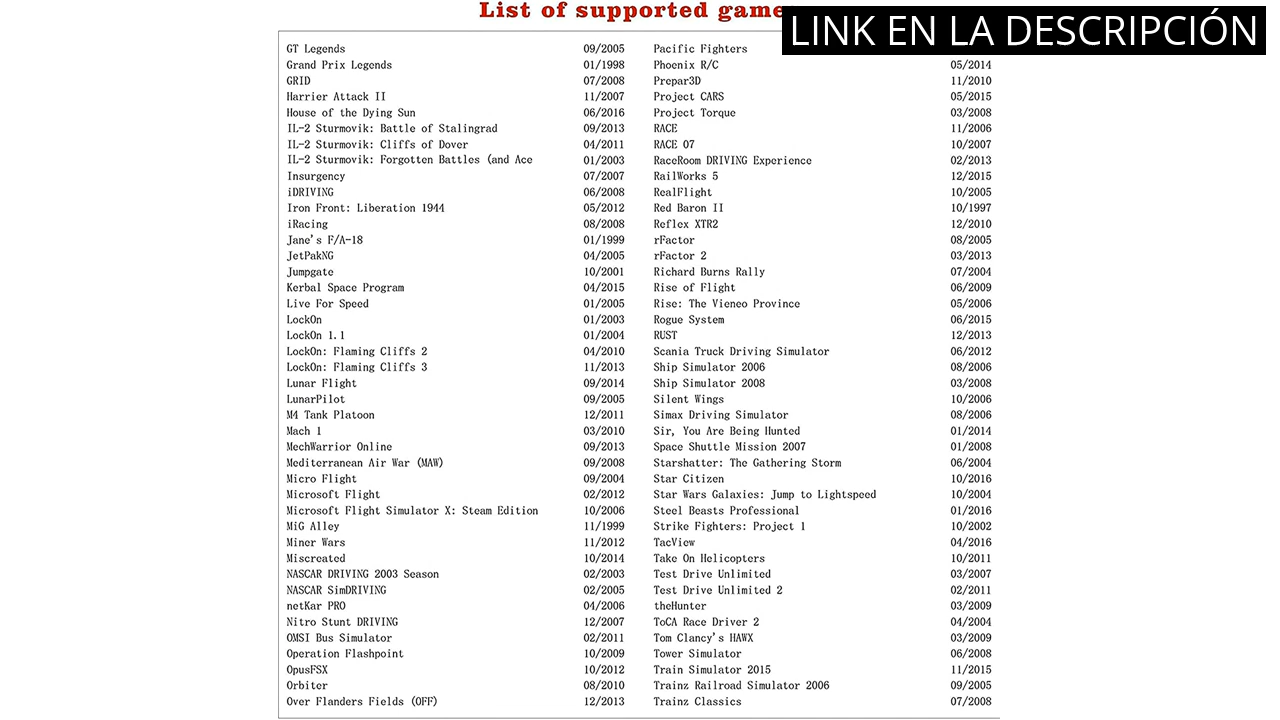 List of supported game
LINK EN LA DESCRIPCIÓN
GT Legends 09/2005
Grand Prix Legends 01/1998
GRID 07/2008
Harrier Attack II 11/2007
House of the Dying Sun 06/2016
IL-2 Sturmovik: Battle of Stalingrad 09/2013
IL-2 Sturmovik: Cliffs of Dover 04/2011
IL-2 Sturmovik: Forgotten Battles (and Ace 01/2003
Insurgency 07/2007
iDRIVING 06/2008
Iron Front: Liberation 1944 05/2012
iRacing 08/2008
Jane's F/A-18 01/1999
JetPakNG 04/2005
Jumpgate 10/2001
Kerbal Space Program 04/2015
Live For Speed 01/2005
LockOn 01/2003
LockOn 1.1 01/2004
LockOn: Flaming Cliffs 2 04/2010
LockOn: Flaming Cliffs 3 11/2013
Lunar Flight 09/2014
LunarPilot 09/2005
M4 Tank Platoon 12/2011
Mach 1 03/2010
MechWarrior Online 09/2013
Mediterranean Air War (MAW) 09/2008
Micro Flight 09/2004
Microsoft Flight 02/2012
Microsoft Flight Simulator X: Steam Edition 10/2006
MiG Alley 11/1999
Miner Wars 11/2012
Miscreated 10/2014
NASCAR DRIVING 2003 Season 02/2003
NASCAR SimDRIVING 02/2005
netKar PRO 04/2006
Nitro Stunt DRIVING 12/2007
OMSI Bus Simulator 02/2011
Operation Flashpoint 10/2009
OpusFSX 10/2012
Orbiter 08/2010
Over Flanders Fields (OFF) 12/2013
Pacific Fighters
Phoenix R/C 05/2014
Prepar3D 11/2010
Project CARS 05/2015
Project Torque 03/2008
RACE 11/2006
RACE 07 10/2007
RaceRoom DRIVING Experience 02/2013
RailWorks 5 12/2015
RealFlight 10/2005
Red Baron II 10/1997
Reflex XTR2 12/2010
rFactor 08/2005
rFactor 2 03/2013
Richard Burns Rally 07/2004
Rise of Flight 06/2009
Rise: The Vieneo Province 05/2006
Rogue System 06/2015
RUST 12/2013
Scania Truck Driving Simulator 06/2012
Ship Simulator 2006 08/2006
Ship Simulator 2008 03/2008
Silent Wings 10/2006
Simax Driving Simulator 08/2006
Sir, You Are Being Hunted 01/2014
Space Shuttle Mission 2007 01/2008
Starshatter: The Gathering Storm 06/2004
Star Citizen 10/2016
Star Wars Galaxies: Jump to Lightspeed 10/2004
Steel Beasts Professional 01/2016
Strike Fighters: Project 1 10/2002
TacView 04/2016
Take On Helicopters 10/2011
Test Drive Unlimited 03/2007
Test Drive Unlimited 2 02/2011
theHunter 03/2009
ToCA Race Driver 2 04/2004
Tom Clancy's HAWX 03/2009
Tower Simulator 06/2008
Train Simulator 2015 11/2015
Trainz Railroad Simulator 2006 09/2005
Trainz Classics 07/2008